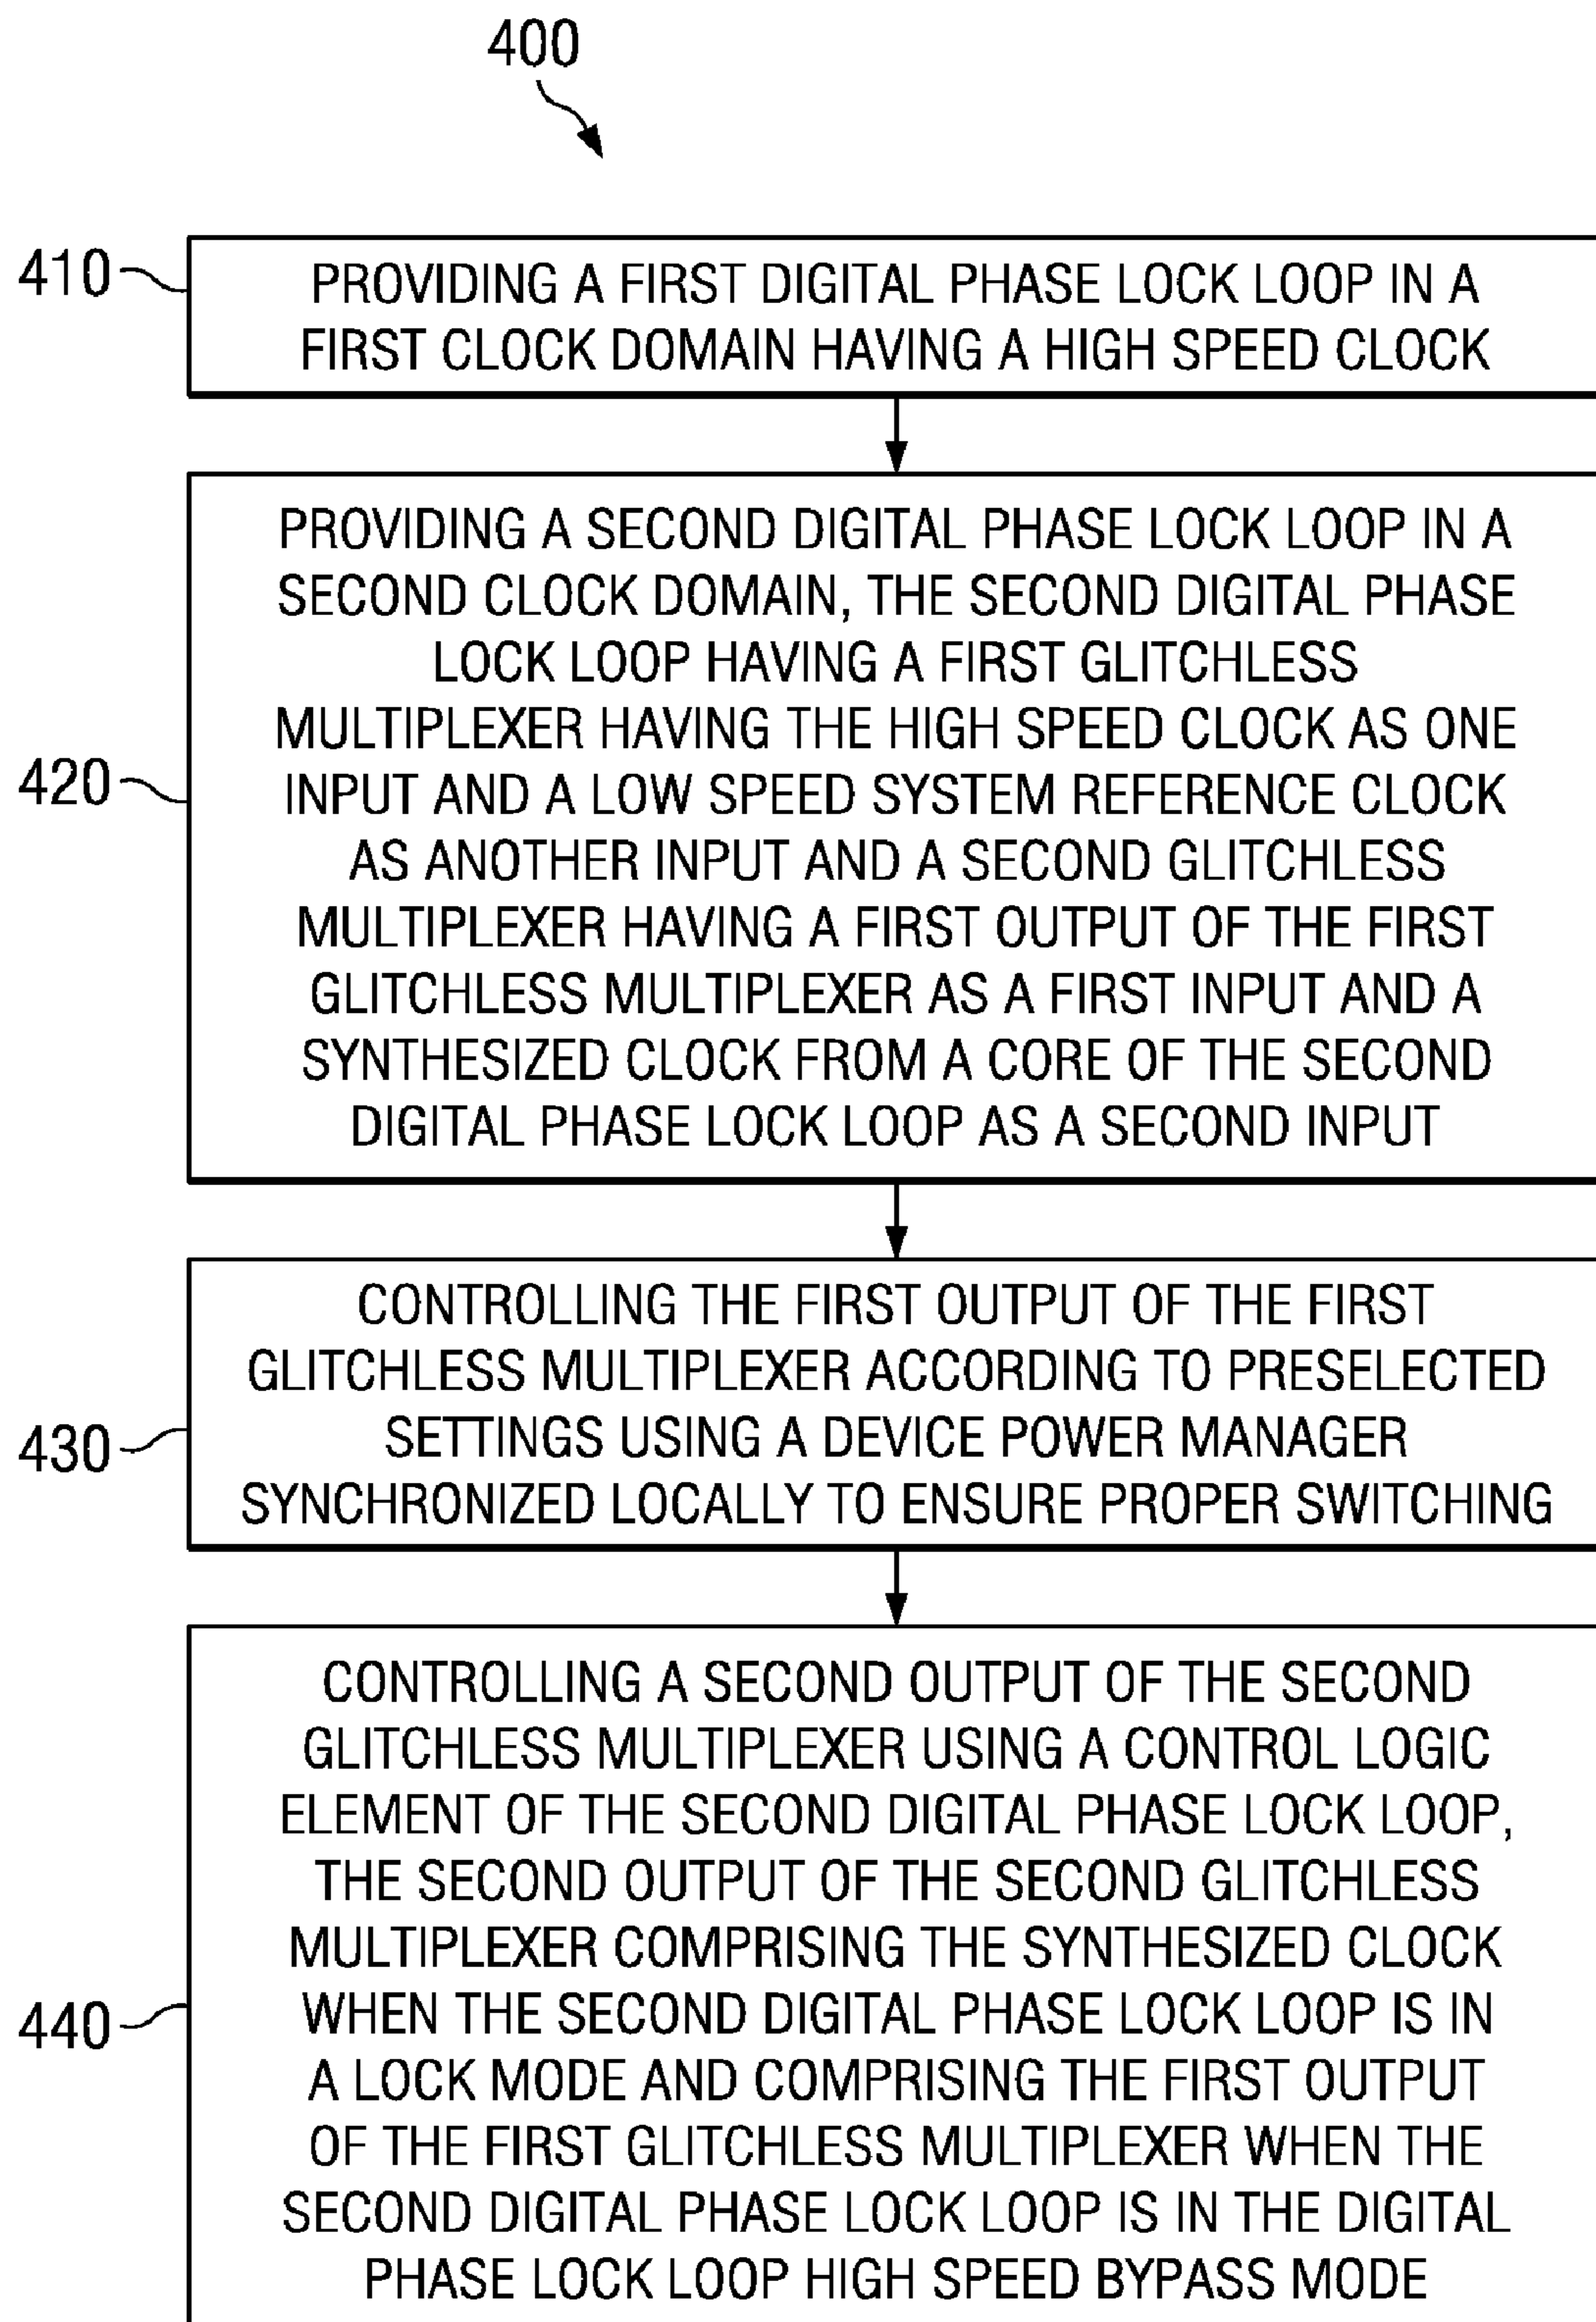 400
410
PROVIDING A FIRST DIGITAL PHASE LOCK LOOP IN A
FIRST CLOCK DOMAIN HAVING A HIGH SPEED CLOCK
420
PROVIDING A SECOND DIGITAL PHASE LOCK LOOP IN A
SECOND CLOCK DOMAIN, THE SECOND DIGITAL PHASE
LOCK LOOP HAVING A FIRST GLITCHLESS
MULTIPLEXER HAVING THE HIGH SPEED CLOCK AS ONE
INPUT AND A LOW SPEED SYSTEM REFERENCE CLOCK
AS ANOTHER INPUT AND A SECOND GLITCHLESS
MULTIPLEXER HAVING A FIRST OUTPUT OF THE FIRST
GLITCHLESS MULTIPLEXER AS A FIRST INPUT AND A
SYNTHESIZED CLOCK FROM A CORE OF THE SECOND
DIGITAL PHASE LOCK LOOP AS A SECOND INPUT
430
CONTROLLING THE FIRST OUTPUT OF THE FIRST
GLITCHLESS MULTIPLEXER ACCORDING TO PRESELECTED
SETTINGS USING A DEVICE POWER MANAGER
SYNCHRONIZED LOCALLY TO ENSURE PROPER SWITCHING
440
CONTROLLING A SECOND OUTPUT OF THE SECOND
GLITCHLESS MULTIPLEXER USING A CONTROL LOGIC
ELEMENT OF THE SECOND DIGITAL PHASE LOCK LOOP,
THE SECOND OUTPUT OF THE SECOND GLITCHLESS
MULTIPLEXER COMPRISING THE SYNTHESIZED CLOCK
WHEN THE SECOND DIGITAL PHASE LOCK LOOP IS IN
A LOCK MODE AND COMPRISING THE FIRST OUTPUT
OF THE FIRST GLITCHLESS MULTIPLEXER WHEN THE
SECOND DIGITAL PHASE LOCK LOOP IS IN THE DIGITAL
PHASE LOCK LOOP HIGH SPEED BYPASS MODE